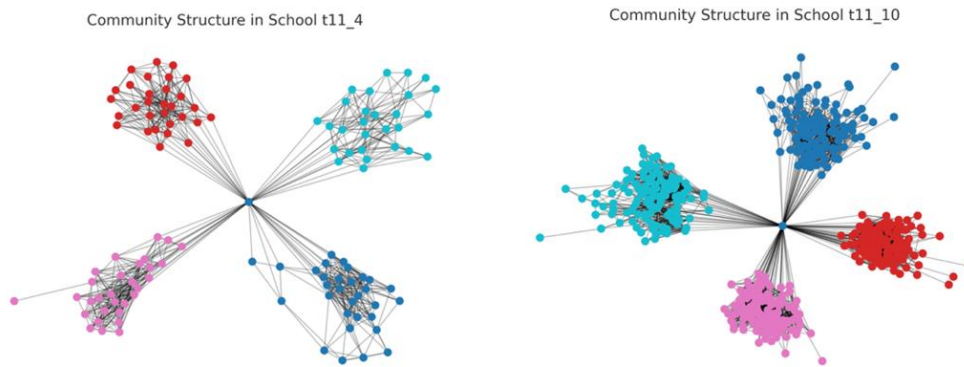 Community Structure in School t11_4
Community Structure in School t11_10